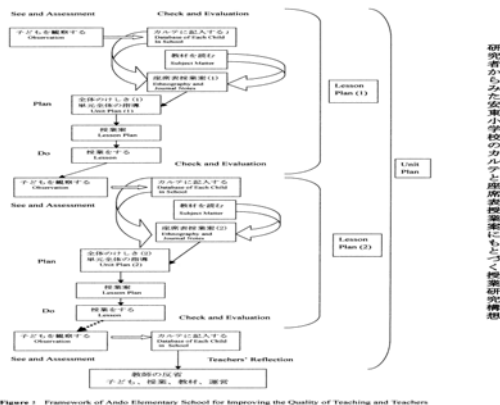 See and Assessment
Check and Evaluation
子どもを観察する
Observation
カルテに記入する
Database of Each Child
in School
教材を読む
Subject Matter
座席表授業案(1)
Ethnography and
Journal Notes
Plan
全体のけしき(1)
単元全体の指導
Unit Plan (1)
授業案
Lesson Plan
Do
授業をする
Lesson
Check and Evaluation
Lesson
Plan (1)
子どもを観察する
Observation
カルテに記入する
Database of Each Child
in School
See and Assessment
教材を読む
Subject Matter
座席表授業案(2)
Ethnography and
Journal Notes
Plan
全体のけしき(2)
単元全体の指導
Unit Plan (2)
授業案
Lesson Plan
Do
授業をする
Lesson
Check and Evaluation
Lesson
Plan (2)
Unit
Plan
子どもを観察する
Observation
カルテに記入する
Database of Each Child
in School
See and Assessment
Teachers' Reflection
教師の反省
子ども、授業、教材、運営
Figure Framework of Ando Elementary School for Improving the Quality of Teaching and Teachers
研究者からみた安東小学校のカルテと座席表授業案にもとづく授業研究構想